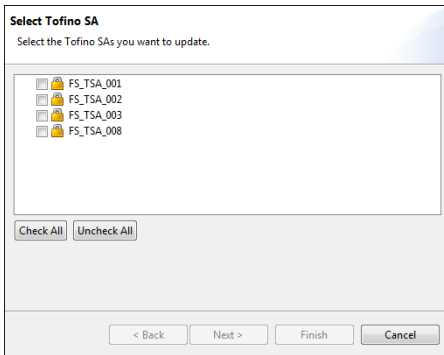 Select Tofino SA
Select the Tofino SAs you want to update.
FS_TSA_001
FS_TSA_002
FS_TSA_003
FS_TSA_008
Check All Uncheck All
< Back Next > Finish Cancel